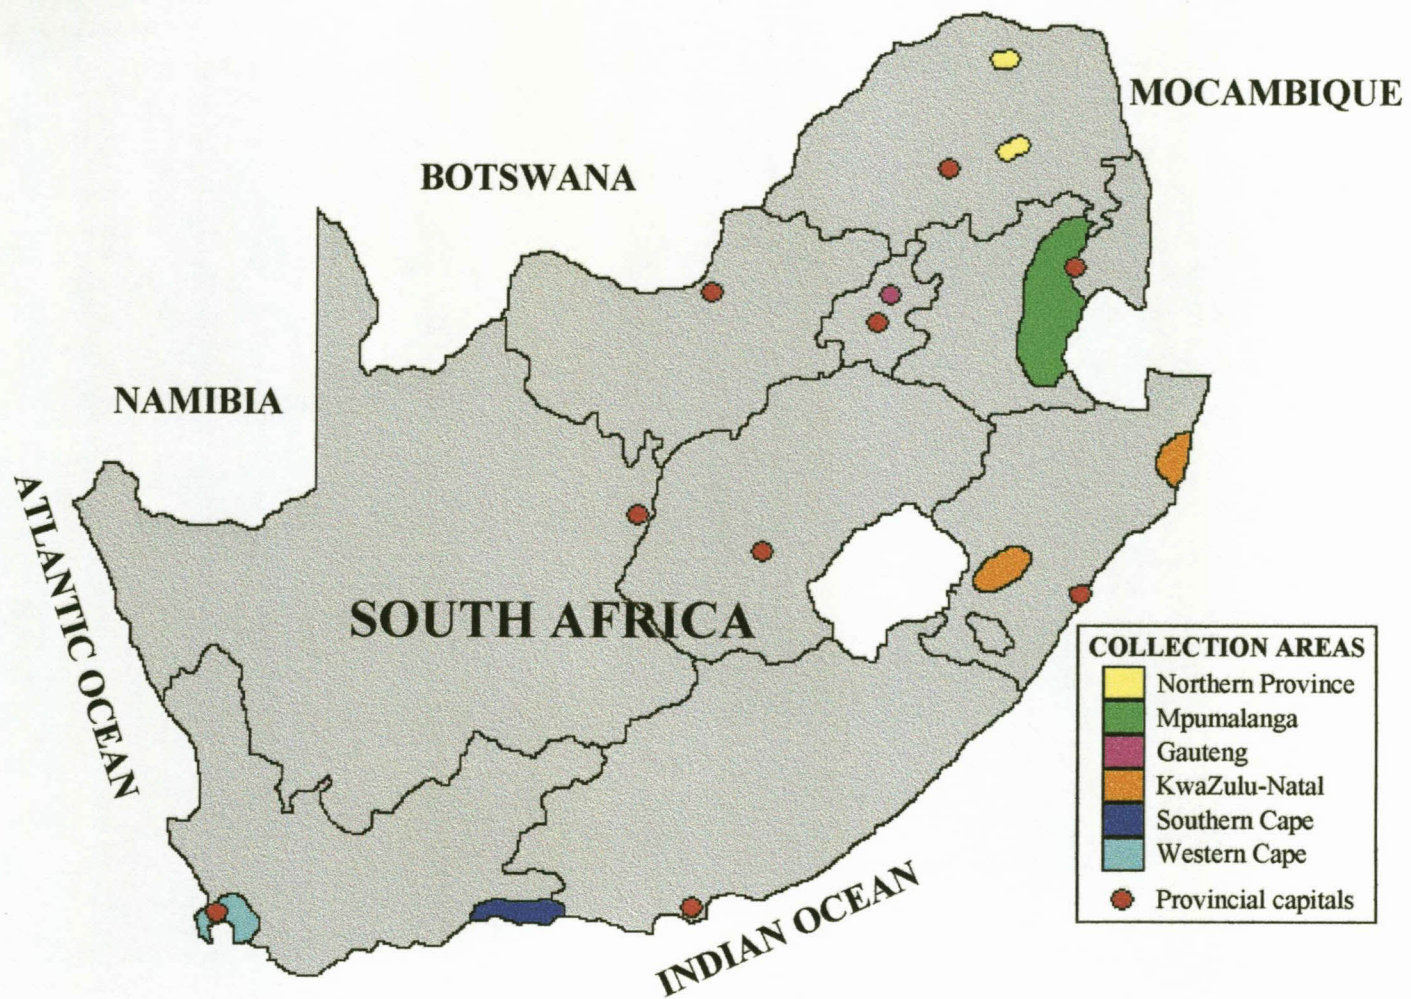 MOCAMBIQUE
BOTSWANA
NAMIBIA
ATLANTIC OCEAN
SOUTH AFRICA
INDIAN OCEAN
COLLECTION AREAS
Northern Province
Mpumalanga
Gauteng
KwaZulu-Natal
Southern Cape
Western Cape
Provincial capitals